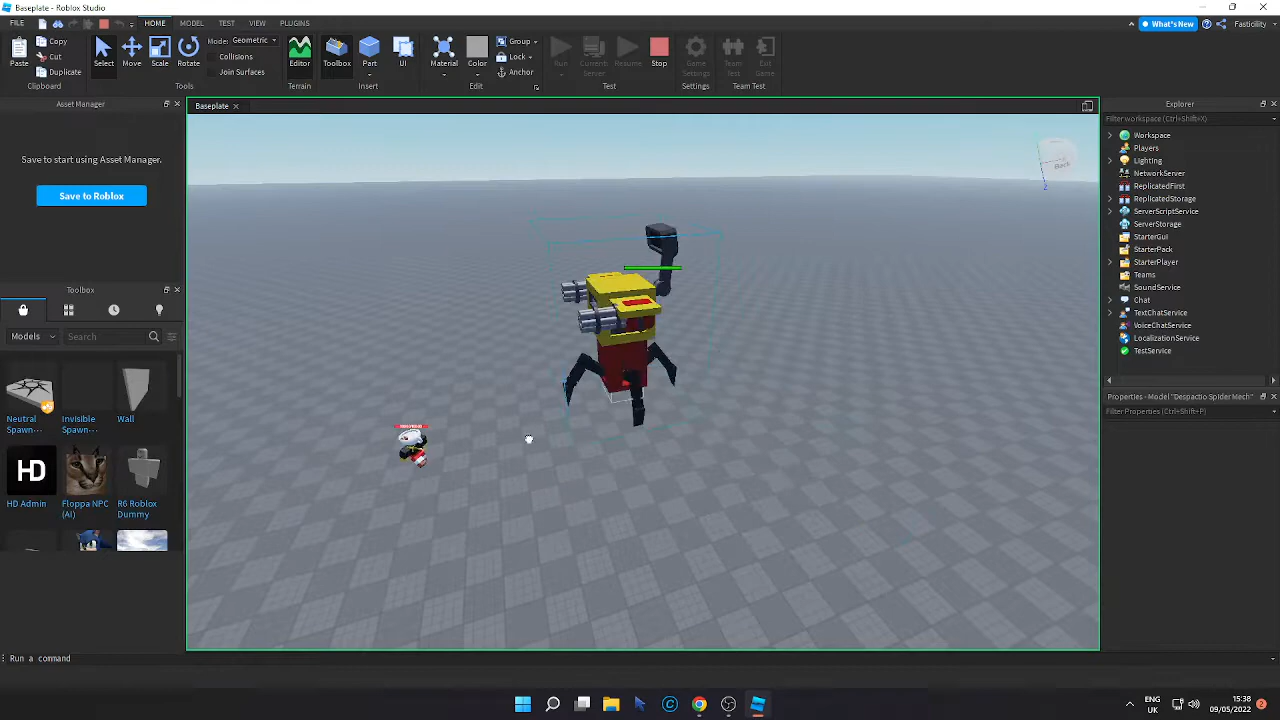 Baseplate - Roblox Studio
FILE HOME MODEL TEST VIEW PLUGINS
What's New Fasticility
Paste Copy Cut Duplicate
Clipboard
Select Move Scale Rotate
Mode: Geometric
Collisions
Join Surfaces
Tools
Editor
Terrain
Toolbox Part UI
Insert
Material Color
Group
Lock
Anchor
Edit
Run Current Server Resume Stop
Test
Game Settings
Settings
Team Test Exit Game
Team Test
Asset Manager
Save to start using Asset Manager.
Save to Roblox
Toolbox
Models Search
Neutral Spawn...
Invisible Spawn...
Wall
HD
HD Admin
Floppa NPC (AI)
R6 Roblox Dummy
Baseplate
Back
Z
Explorer
Filter workspace (Ctrl+Shift+X)
Workspace
Players
Lighting
NetworkServer
ReplicatedFirst
ReplicatedStorage
ServerScriptService
ServerStorage
StarterGui
StarterPack
StarterPlayer
Teams
SoundService
Chat
TextChatService
VoiceChatService
LocalizationService
TestService
Properties - Model "Despactio Spider Mech"
Filter Properties (Ctrl+Shift+P)
Run a command
ENG
UK
15:38
09/05/2022
2